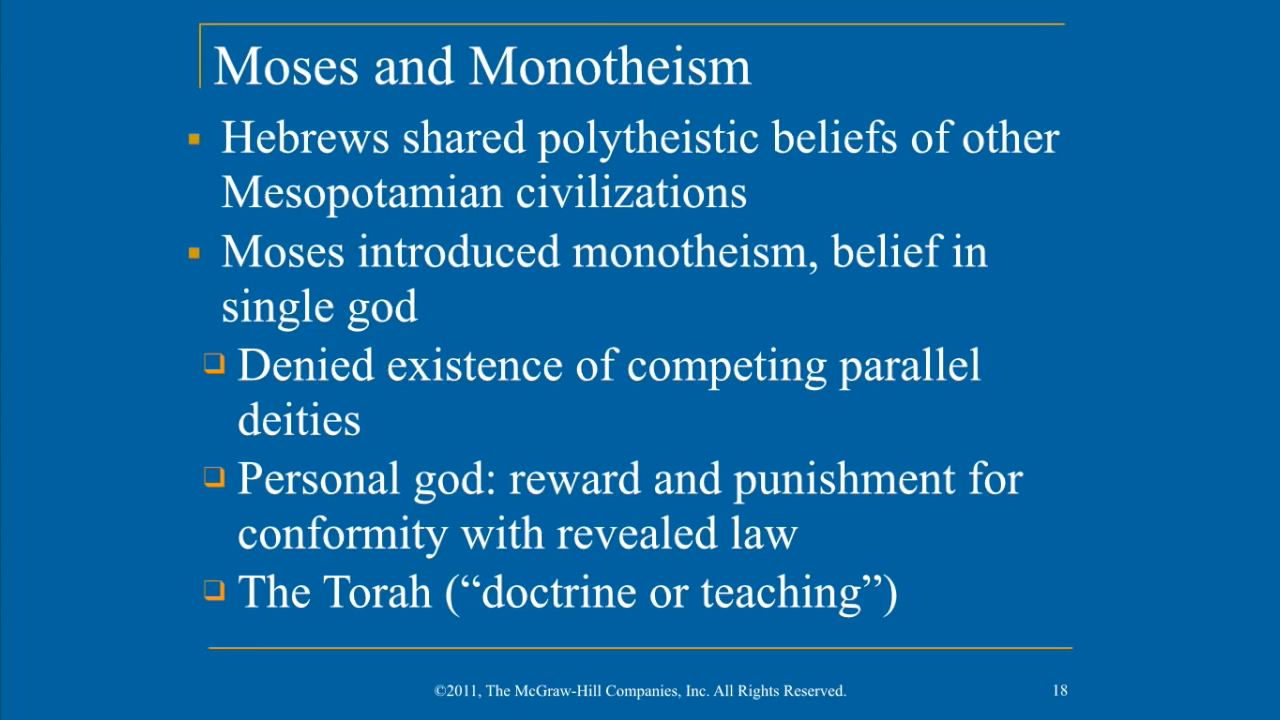 Moses and Monotheism
Hebrews shared polytheistic beliefs of other
Mesopotamian civilizations
Moses introduced monotheism, belief in
single god
Denied existence of competing parallel
deities
Personal god: reward and punishment for
conformity with revealed law
The Torah (“doctrine or teaching”)
©2011, The McGraw-Hill Companies, Inc. All Rights Reserved.
18